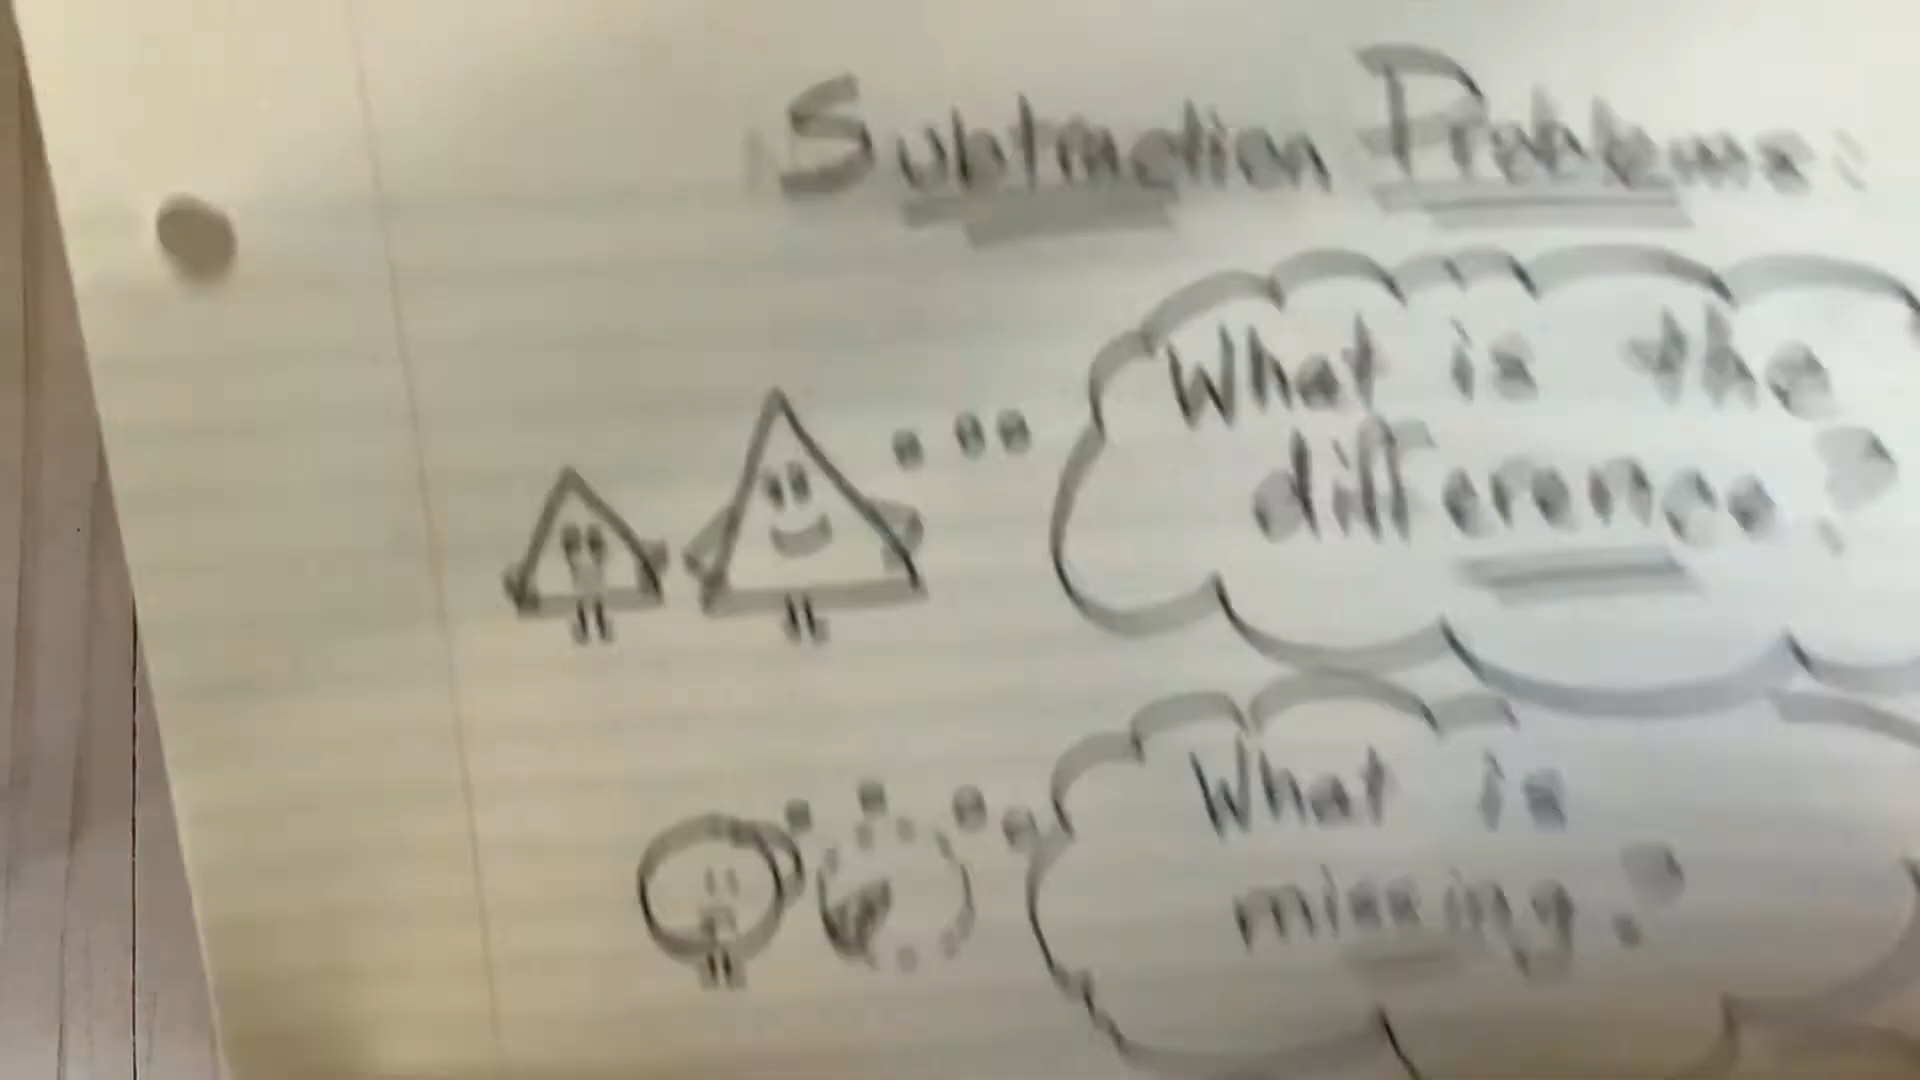 Subtraction Problems:
What is the
difference?
What is
missing?